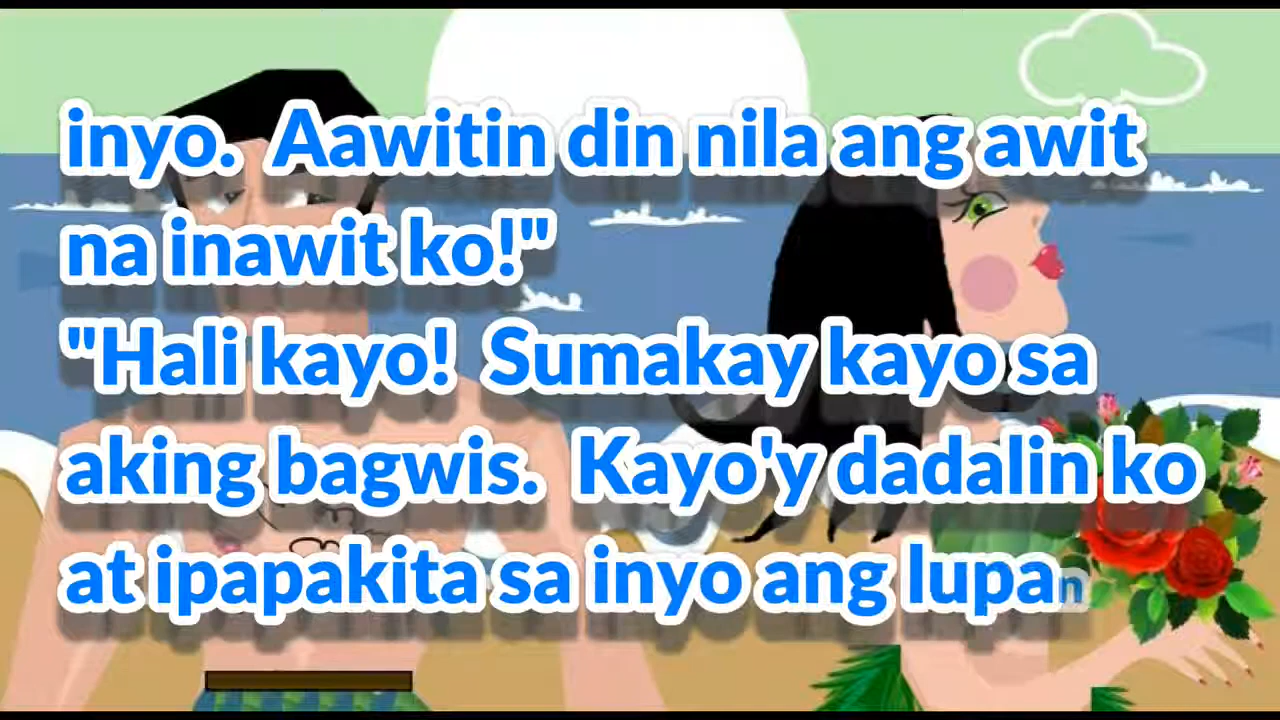 inyo. Aawitin din nila ang awit
na inawit ko!"
"Hali kayo! Sumakay kayo sa
aking bagwis. Kayo'y dadalin ko
at ipapakita sa inyo ang lupan